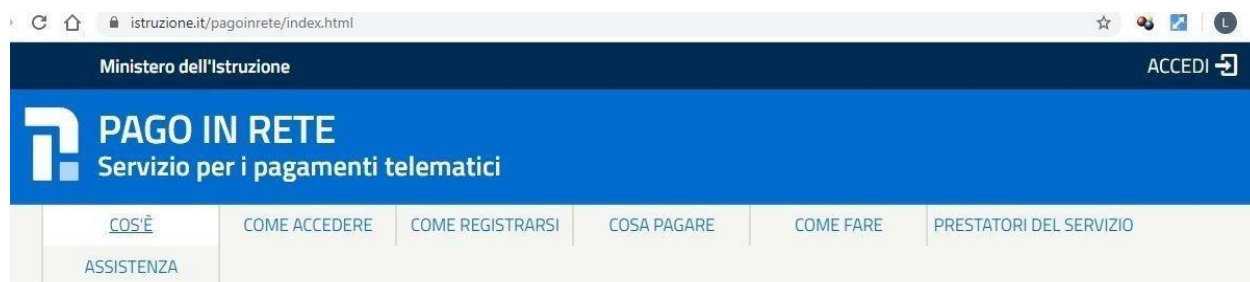 istruzione.it/pagoinrete/index.html
L
Ministero dell'Istruzione
ACCEDI
PAGO IN RETE
Servizio per i pagamenti telematici
COS'È
COME ACCEDERE
COME REGISTRARSI
COSA PAGARE
COME FARE
PRESTATORI DEL SERVIZIO
ASSISTENZA